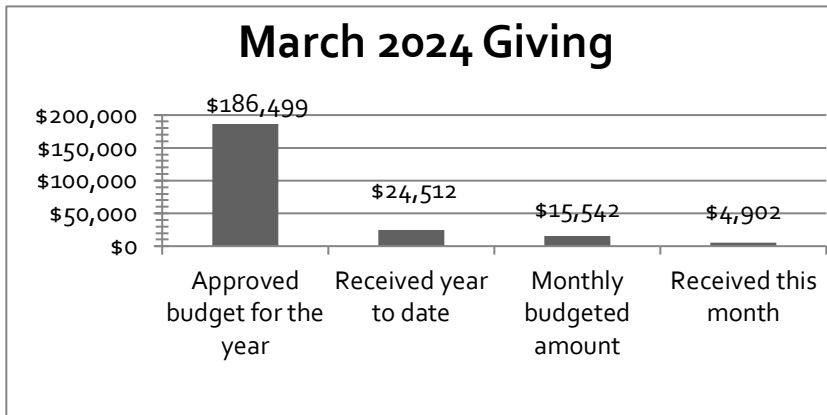 March 2024 Giving
$186,499
$24,512
$15,542
$4,902
$200,000
$150,000
$100,000
$50,000
$0
Approved
budget for the
year
Received year
to date
Monthly
budgeted
amount
Received this
month